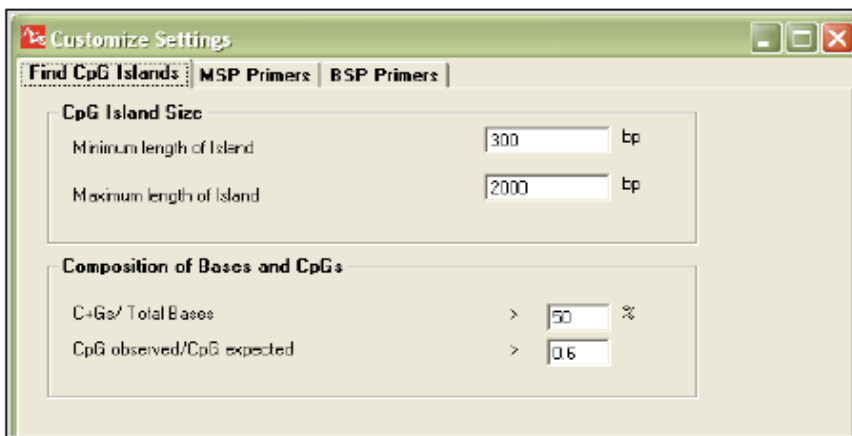 Customize Settings
Find CpG Islands MSP Primers BSP Primers
CpG Island Size
Minimum length of Island 300 bp
Maximum length of Island 2000 bp
Composition of Bases and CpGs
C+Gs/ Total Bases > 50 %
CpG observed/CpG expected > 0.6